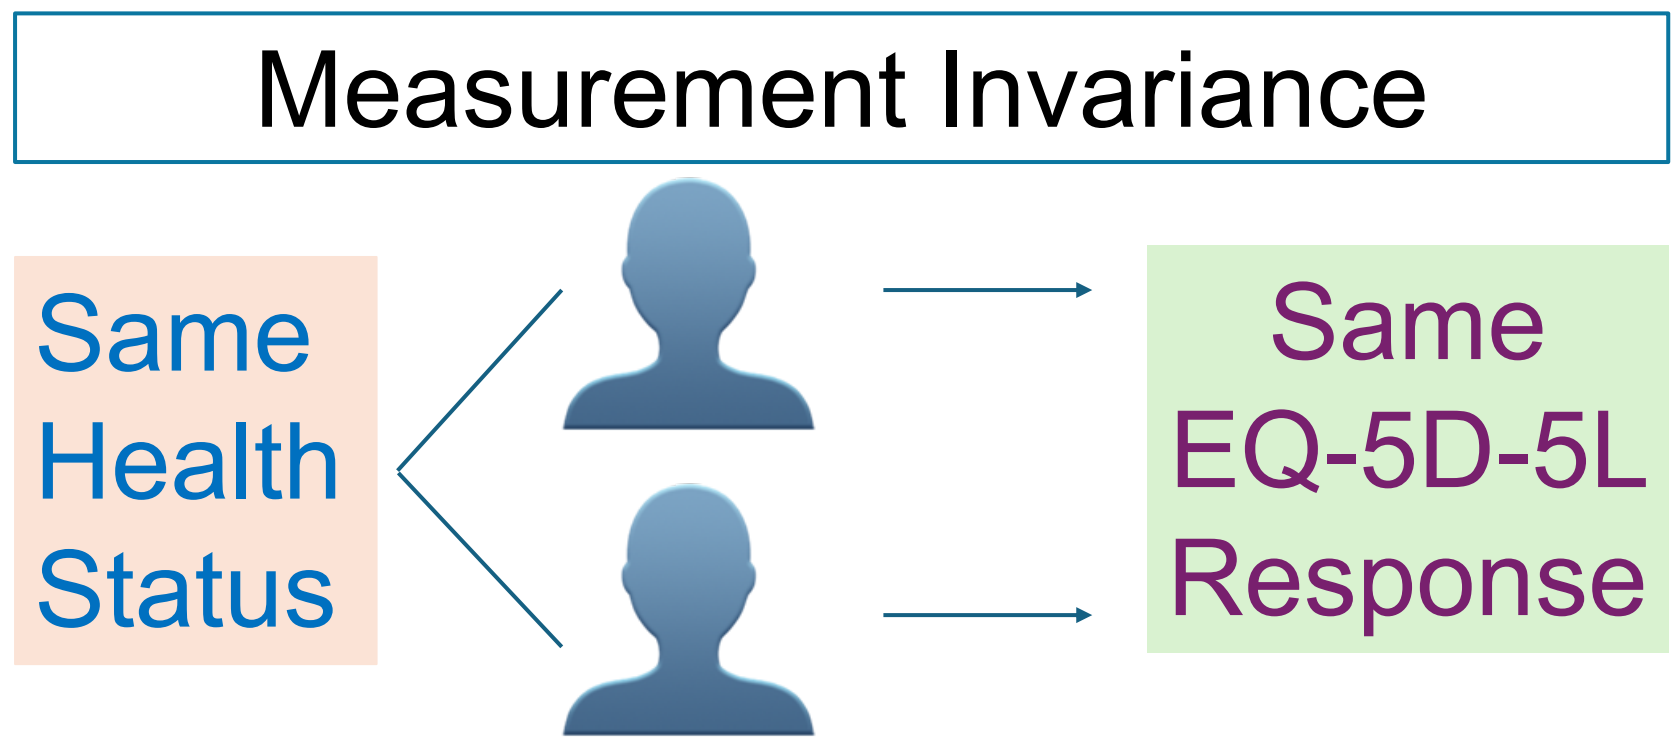 Measurement Invariance
Same
Health
Status
Same
EQ-5D-5L
Response